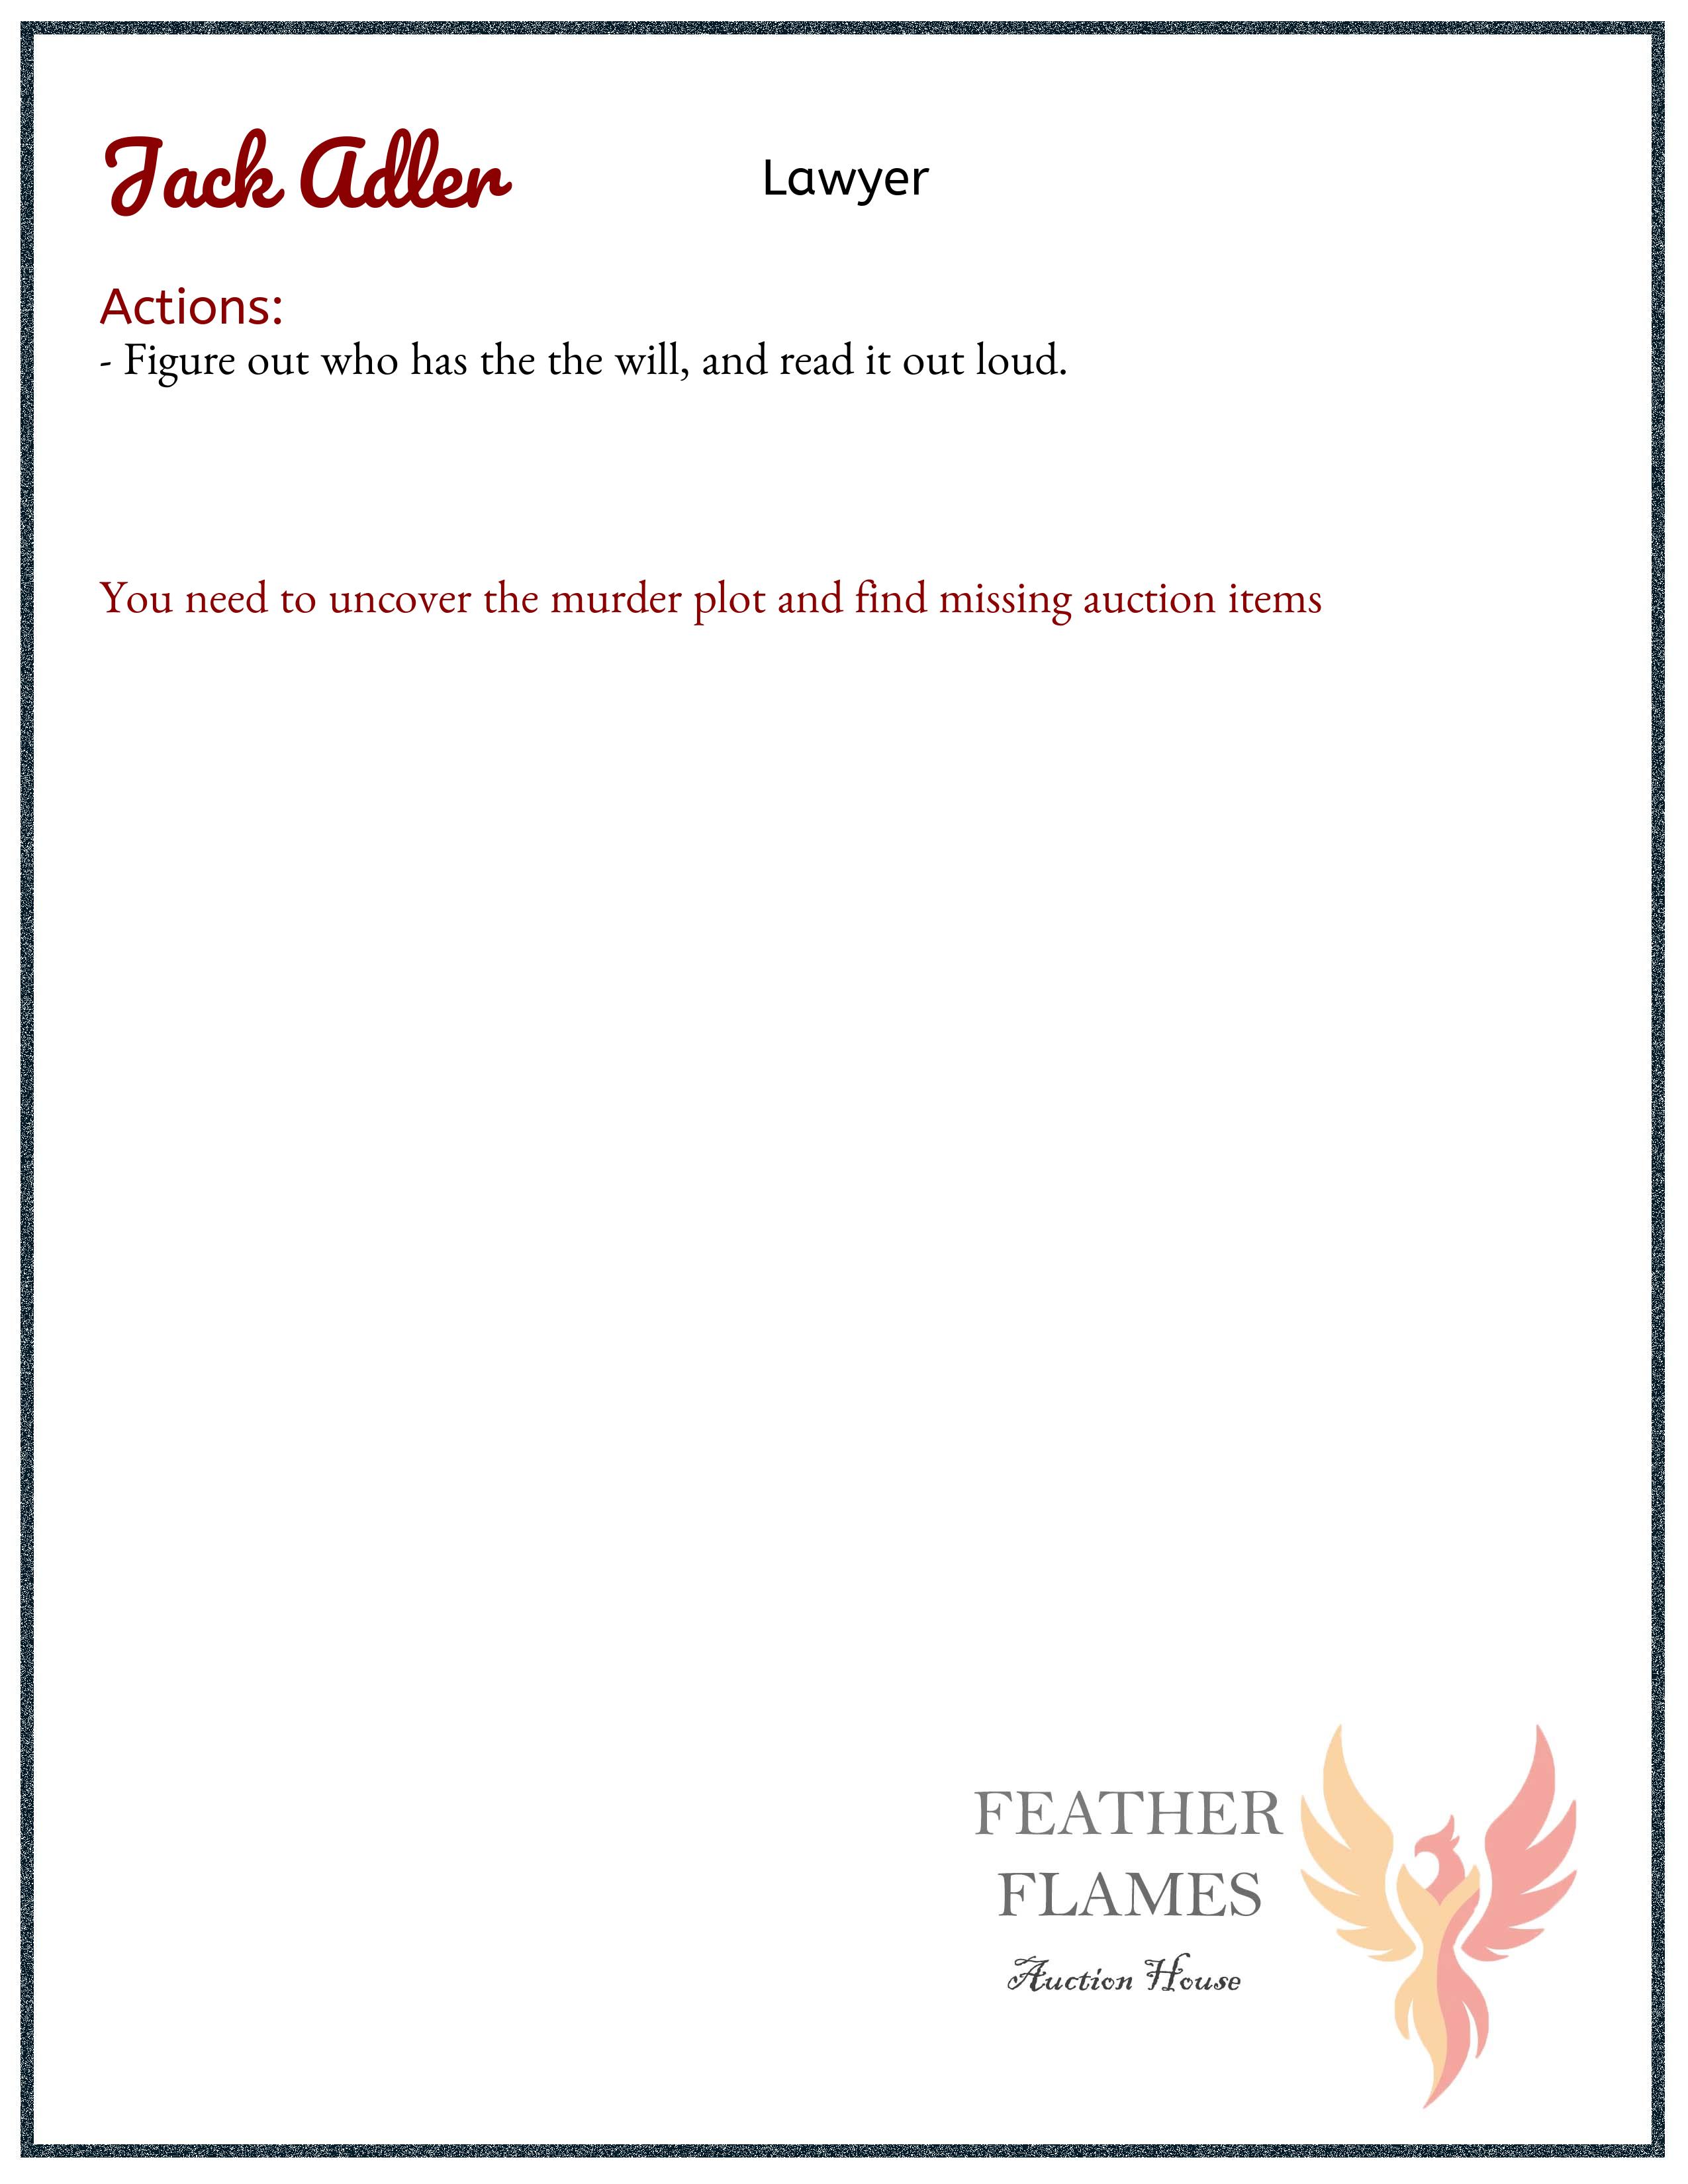 Jack Adler Lawyer
Actions:
- Figure out who has the the will, and read it out loud.
You need to uncover the murder plot and find missing auction items
FEATHER
FLAMES
Auction House